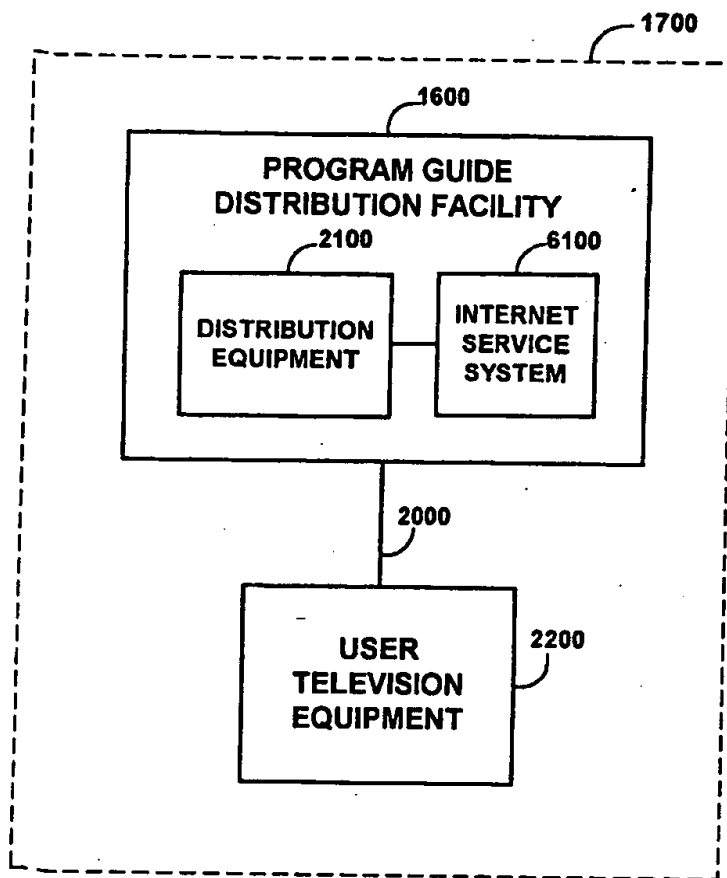 1700
1600
PROGRAM GUIDE
DISTRIBUTION FACILITY
2100
6100
DISTRIBUTION
EQUIPMENT
INTERNET
SERVICE
SYSTEM
2000
USER
TELEVISION
EQUIPMENT
2200